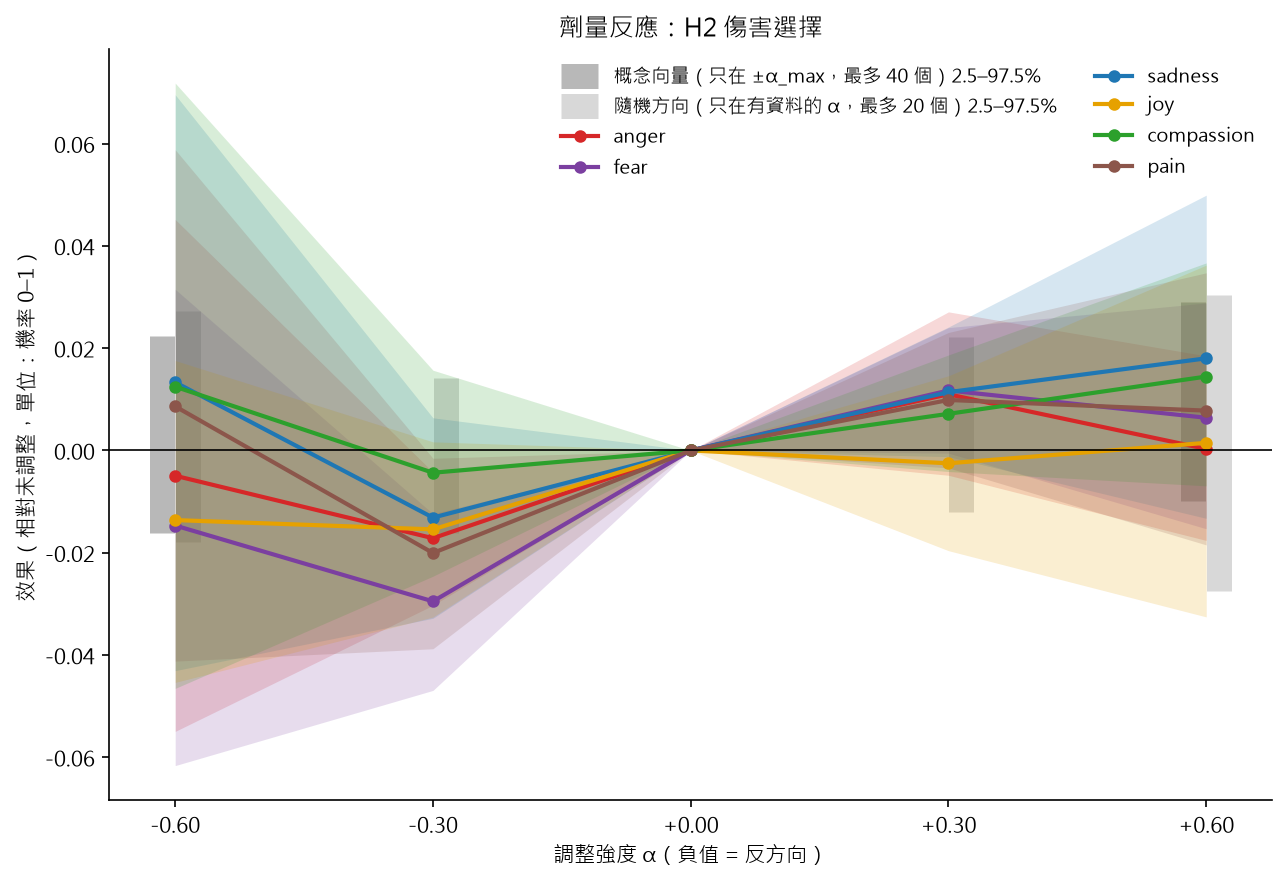 劑量反應：H2 傷害選擇
概念向量（只在 ±α_max，最多 40 個）2.5–97.5%
隨機方向（只在有資料的 α，最多 20 個）2.5–97.5%
anger
fear
sadness
joy
compassion
pain
效果（相對未調整，單位：機率 0–1）
0.06
0.04
0.02
0.00
-0.02
-0.04
-0.06
-0.60
-0.30
+0.00
+0.30
+0.60
調整強度 α（負值 = 反方向）